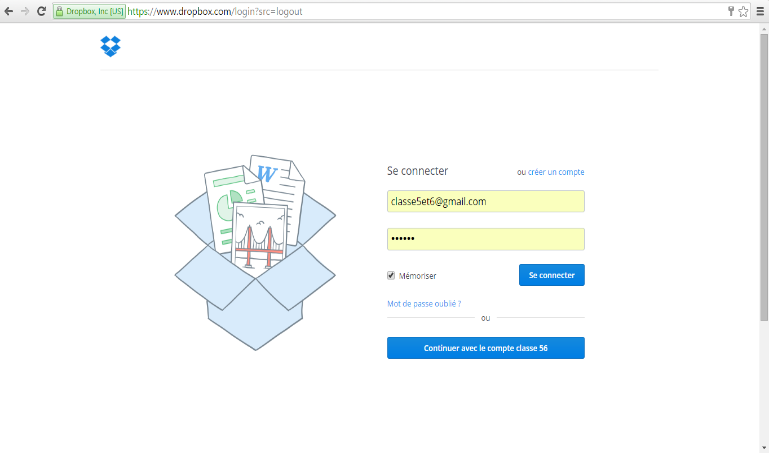 Dropbox, Inc [US] https://www.dropbox.com/login?src=logout
W
Se connecter
ou créer un compte
classe5et6@gmail.com
••••••
Mémoriser
Se connecter
Mot de passe oublié ?
ou
Continuer avec le compte classe 56